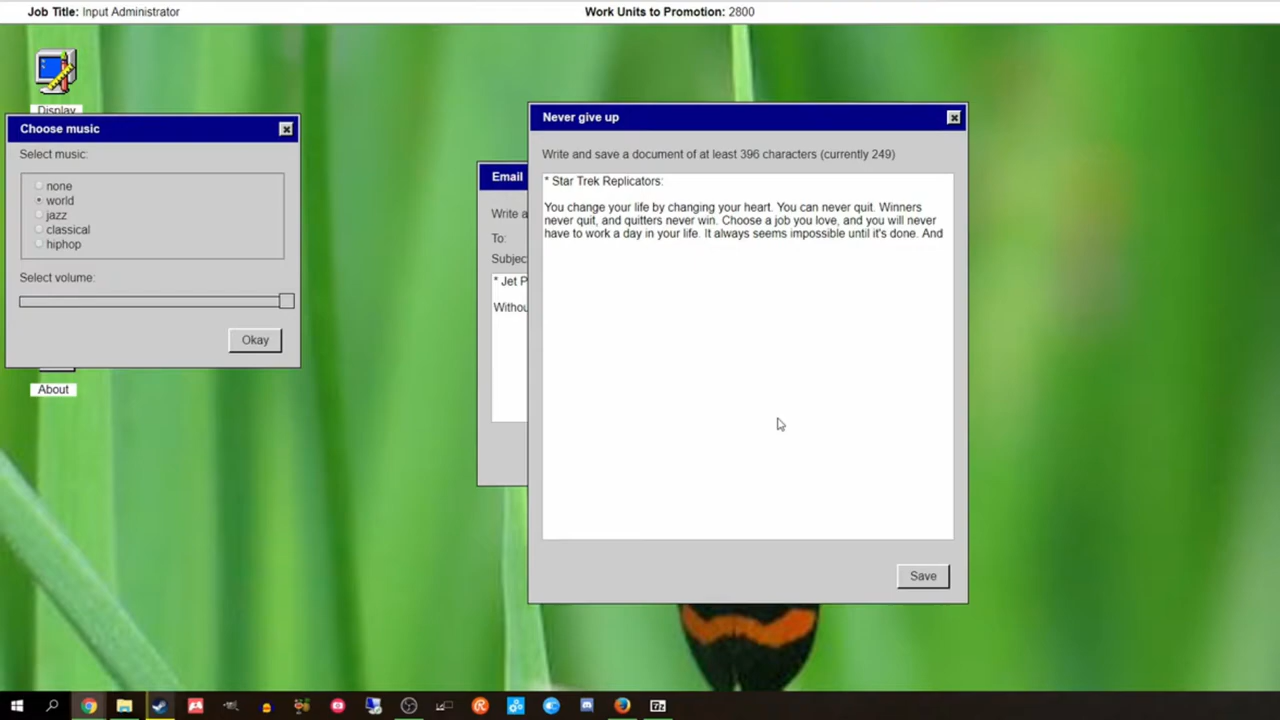 Job Title: Input Administrator
Work Units to Promotion: 2800
Display
Choose music
Select music:
none
world
jazz
classical
hiphop
Select volume:
Okay
About
Email
Write a
To:
Subjec
* Jet P
Withou
Never give up
Write and save a document of at least 396 characters (currently 249)
* Star Trek Replicators:
You change your life by changing your heart. You can never quit. Winners
never quit, and quitters never win. Choose a job you love, and you will never
have to work a day in your life. It always seems impossible until it's done. And
Save